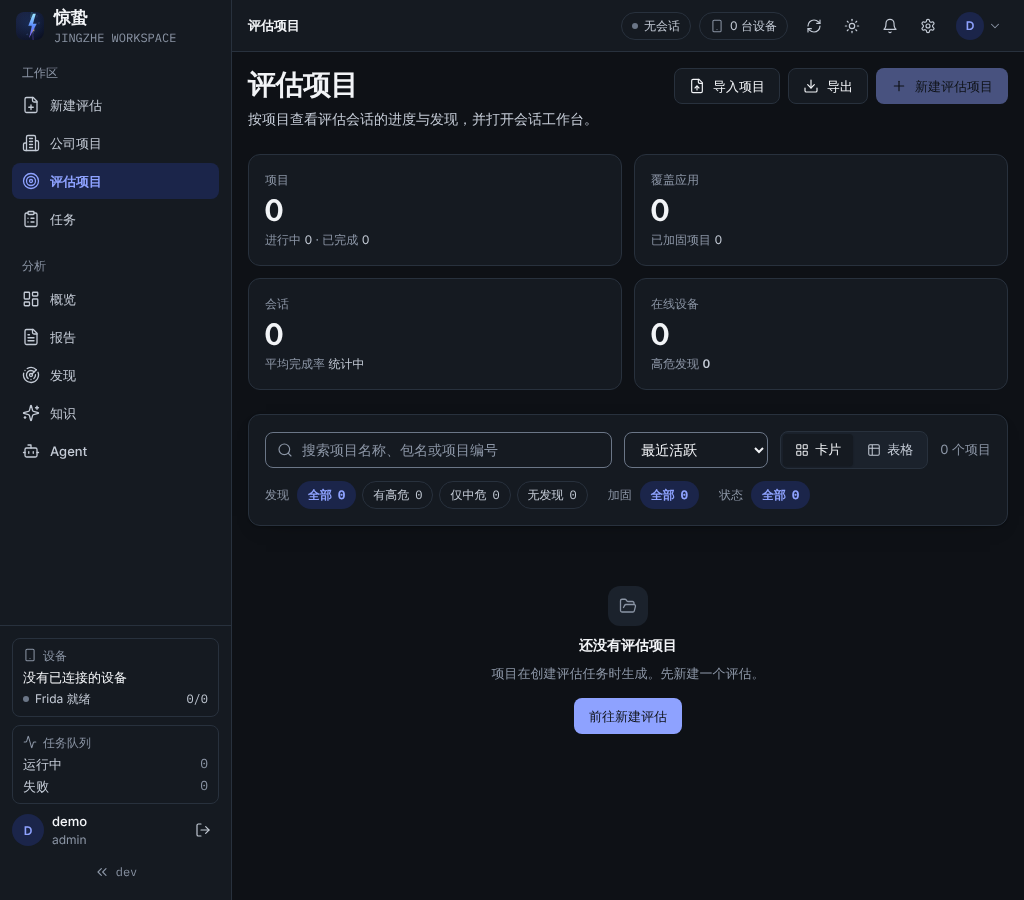 惊蛰
JINGZHE WORKSPACE
工作区
新建评估
公司项目
评估项目
任务
分析
概览
报告
发现
知识
Agent
设备
没有已连接的设备
Frida 就绪 0/0
任务队列
运行中 0
失败 0
D demo
admin
dev
评估项目 无会话 0 台设备 D
评估项目 导入项目 导出 新建评估项目
按项目查看评估会话的进度与发现，并打开会话工作台。
项目
0
进行中 0 · 已完成 0
覆盖应用
0
已加固项目 0
会话
0
平均完成率 统计中
在线设备
0
高危发现 0
搜索项目名称、包名或项目编号 最近活跃 卡片 表格 0 个项目
发现 全部 0 有高危 0 仅中危 0 无发现 0 加固 全部 0 状态 全部 0
还没有评估项目
项目在创建评估任务时生成。先新建一个评估。
前往新建评估